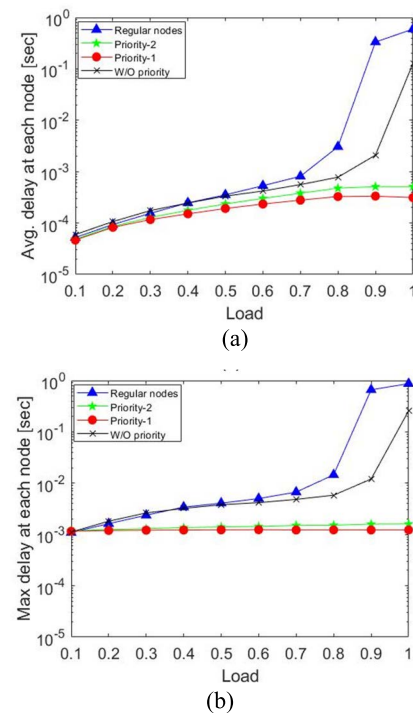 Avg. delay at each node [sec]
10^0
10^-1
10^-2
10^-3
10^-4
10^-5
Regular nodes
Priority-2
Priority-1
W/O priority
0.1 0.2 0.3 0.4 0.5 0.6 0.7 0.8 0.9 1
Load
(a)
Max delay at each node [sec]
10^0
10^-1
10^-2
10^-3
10^-4
10^-5
Regular nodes
Priority-2
Priority-1
W/O priority
0.1 0.2 0.3 0.4 0.5 0.6 0.7 0.8 0.9 1
Load
(b)